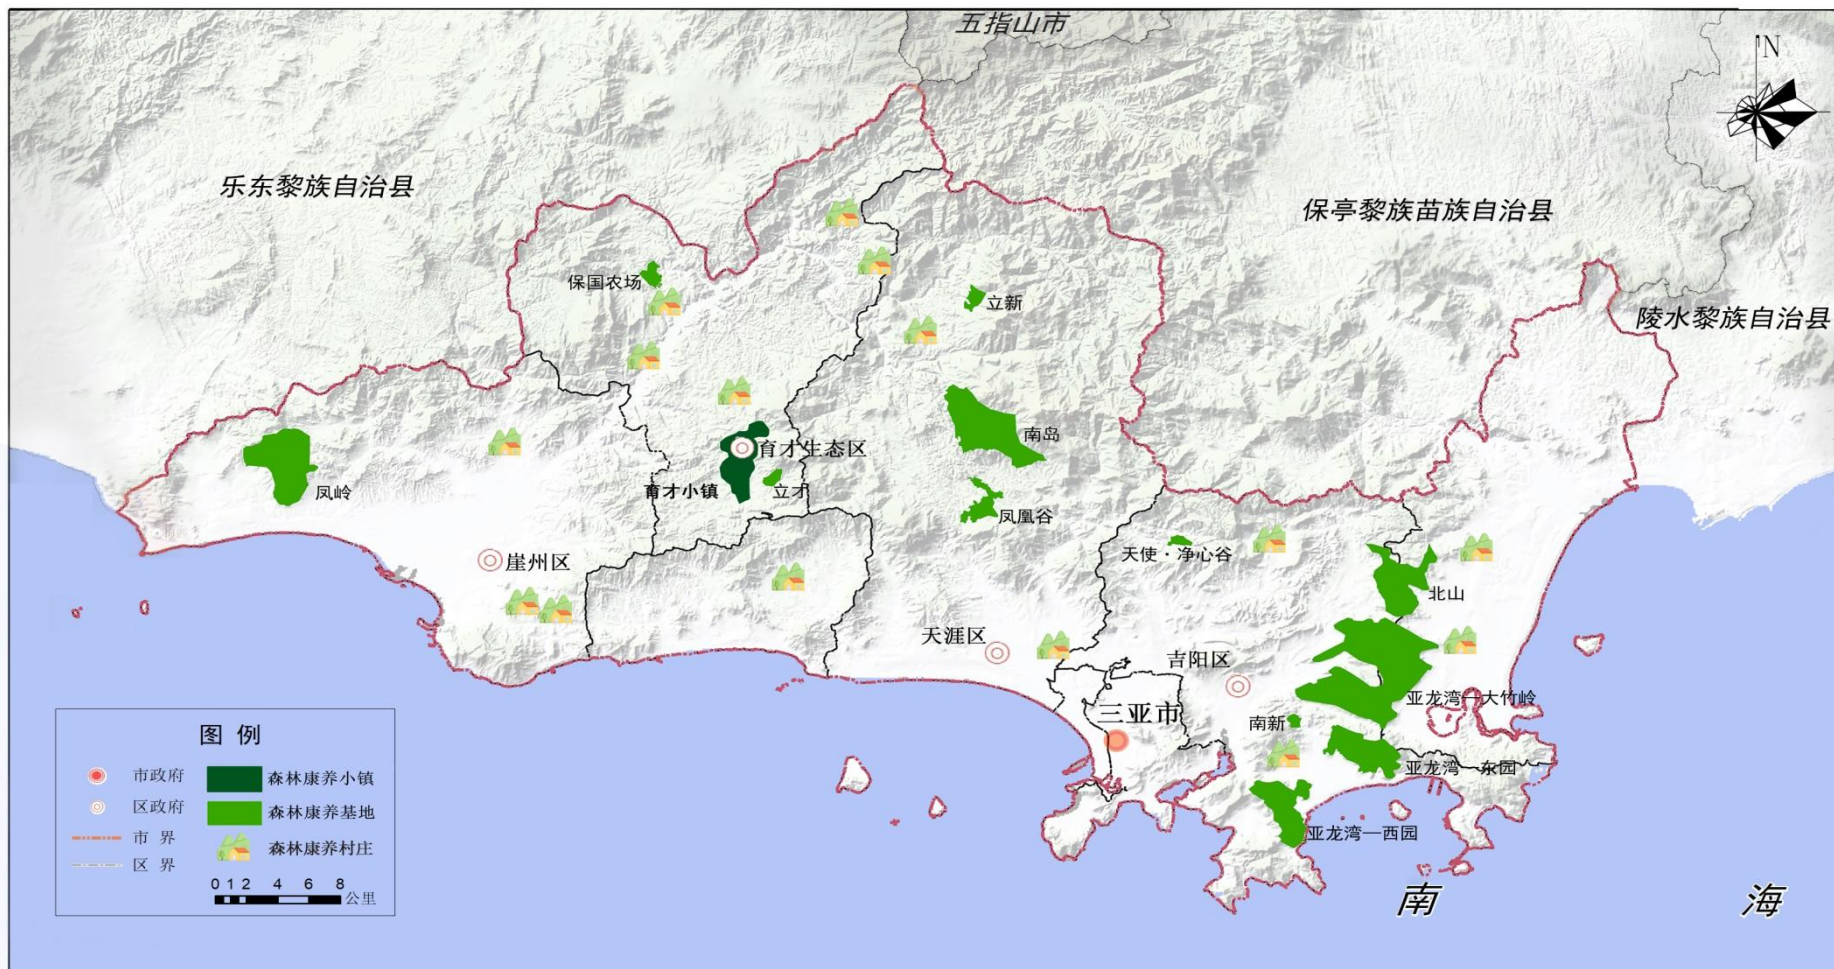 五指山市
N
乐东黎族自治县
保亭黎族苗族自治县
保国农场
立新
陵水黎族自治县
南岛
育才生态区
凤岭
育才小镇
立才
凤凰谷
天使·净心谷
崖州区
北山
天涯区
吉阳区
亚龙湾—大竹岭
三亚市
南新
亚龙湾—东园
亚龙湾—西园
南 海
图 例
市政府
森林康养小镇
区政府
森林康养基地
市 界
区 界
森林康养村庄
0 1 2 4 6 8
公里